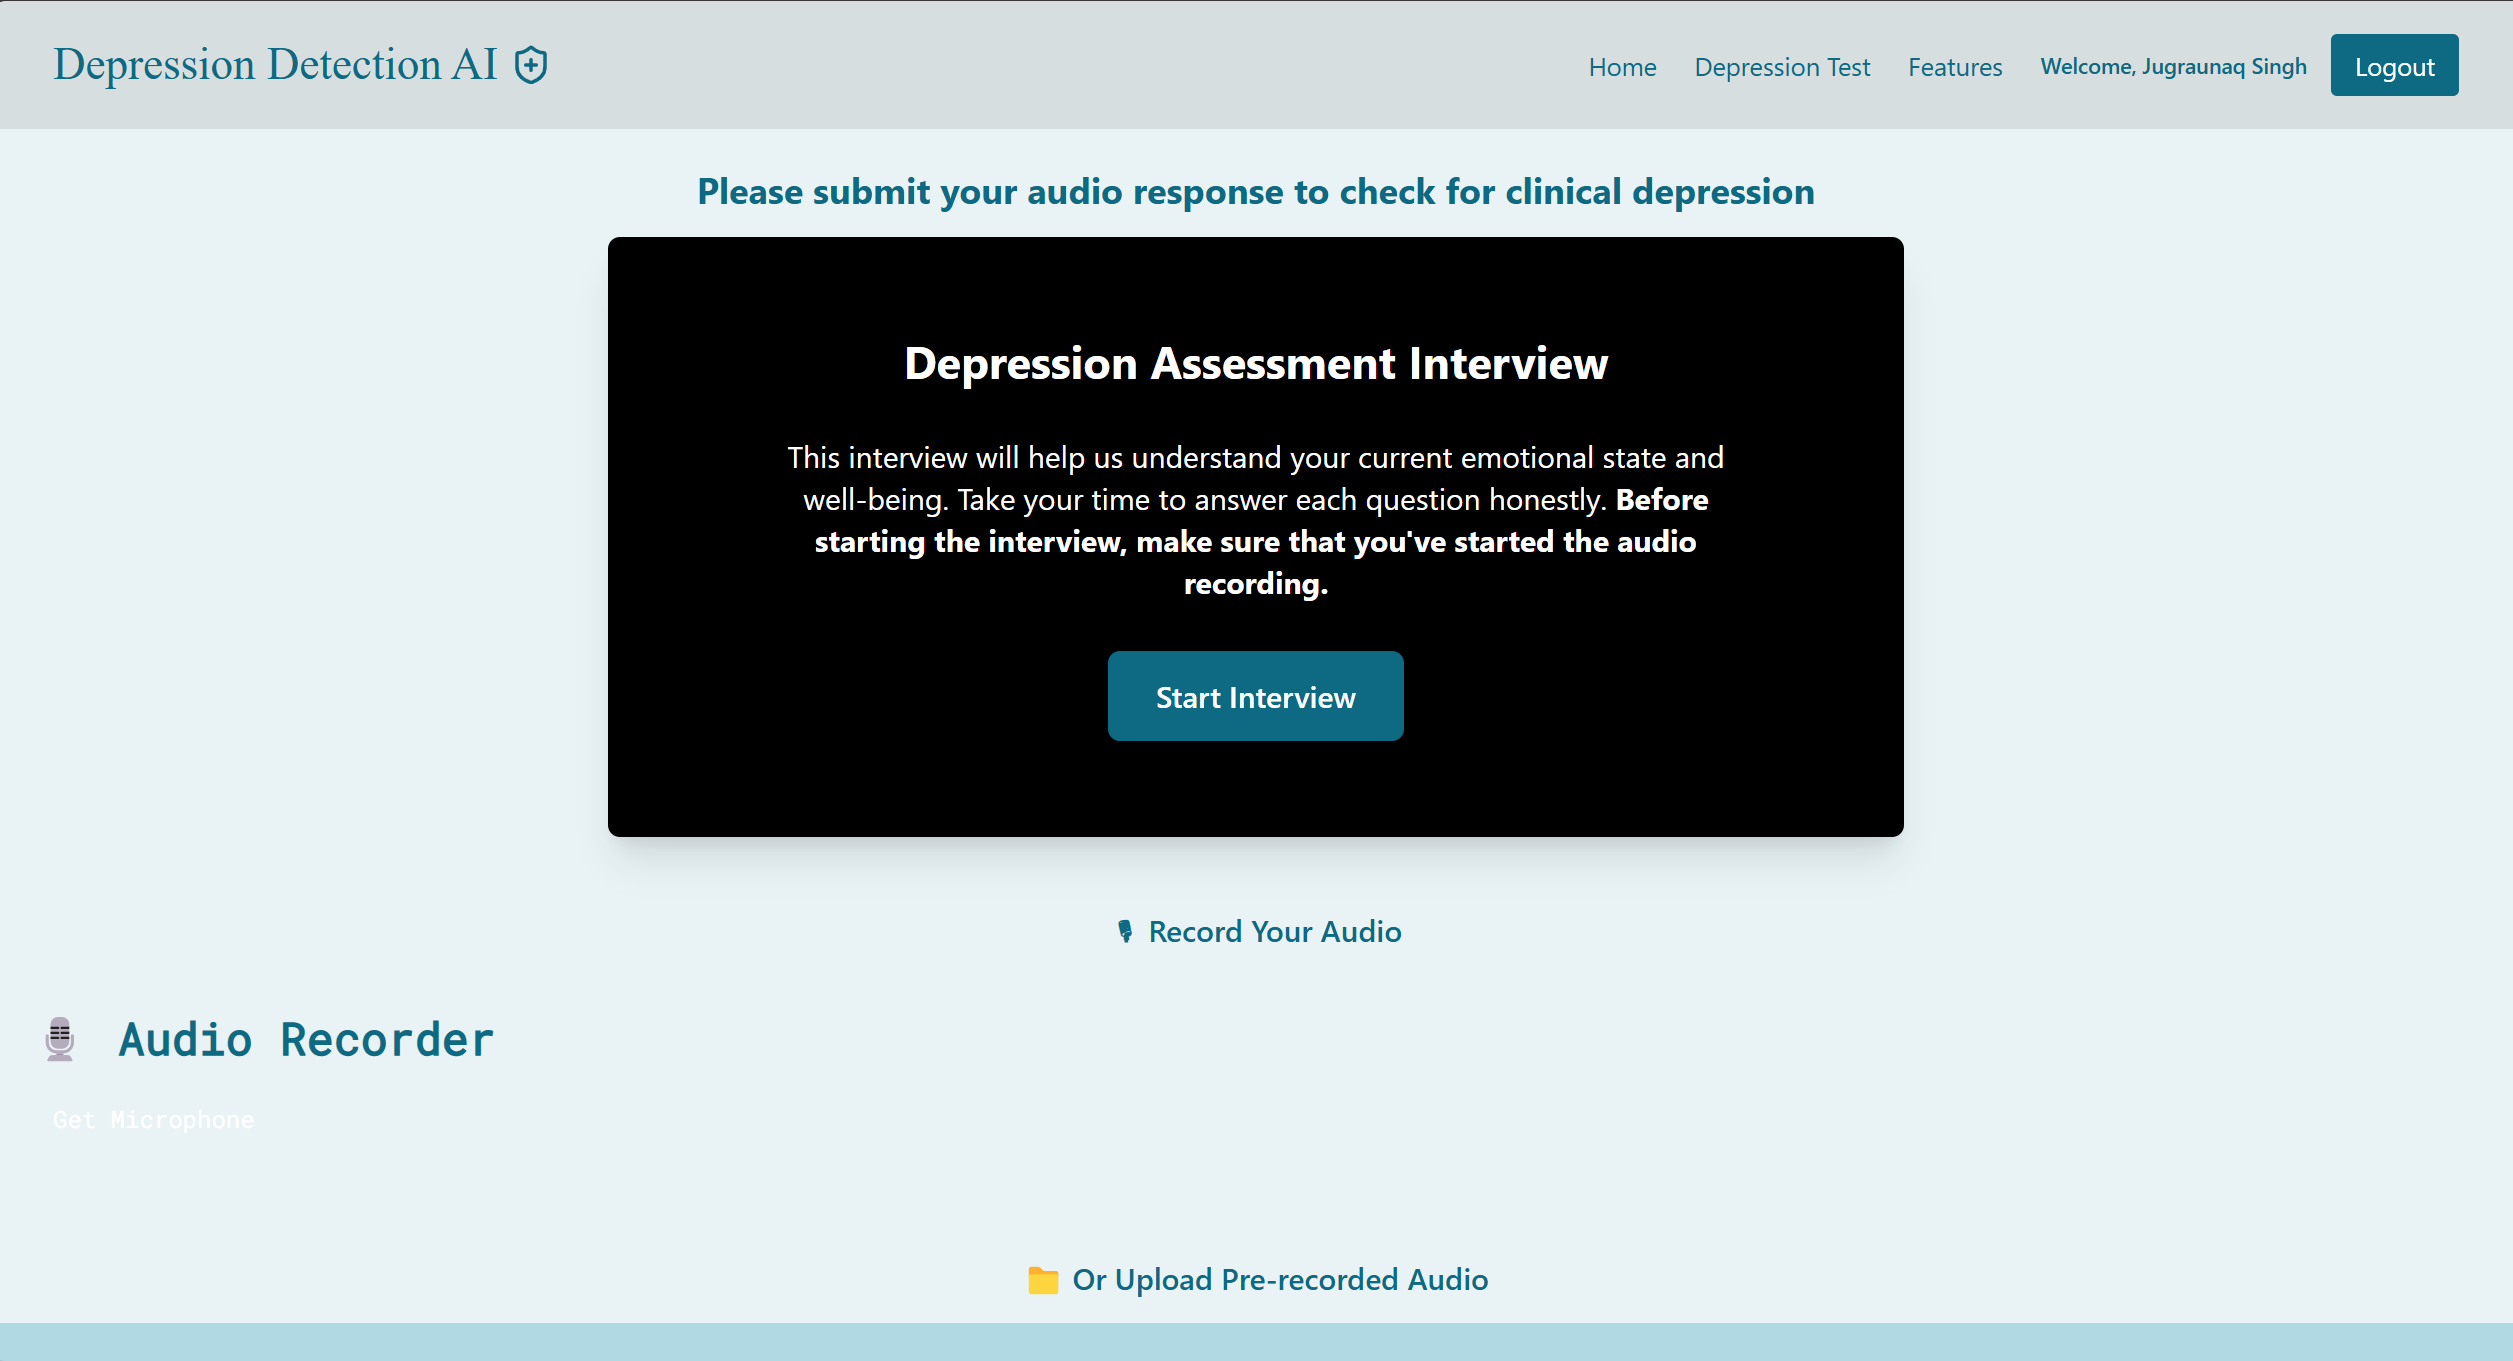 Depression Detection AI
Home Depression Test Features Welcome, Jugraunaq Singh Logout
Please submit your audio response to check for clinical depression
Depression Assessment Interview
This interview will help us understand your current emotional state and
well-being. Take your time to answer each question honestly. Before
starting the interview, make sure that you've started the audio
recording.
Start Interview
Record Your Audio
Audio Recorder
Get Microphone
Or Upload Pre-recorded Audio